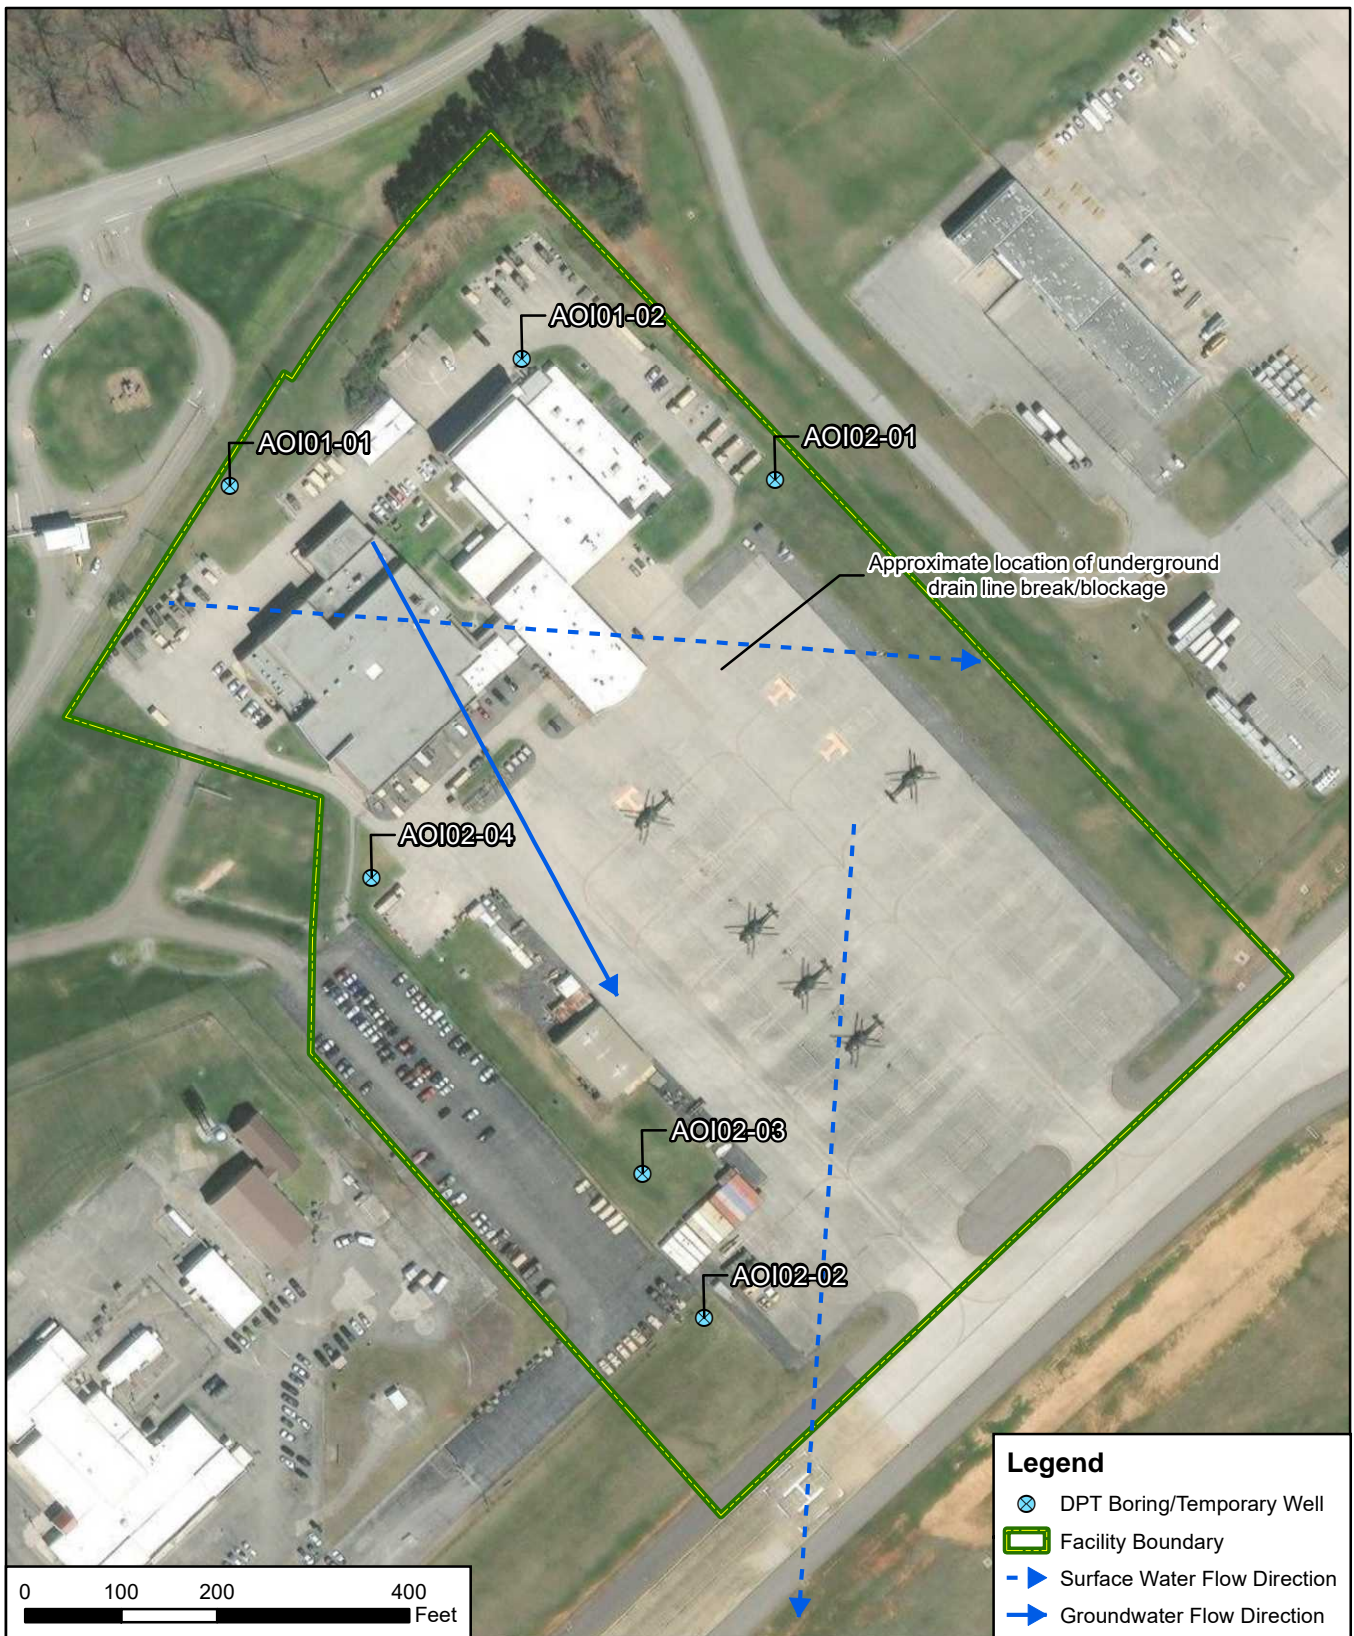 AOI01-02
AOI01-01
AOI02-01
Approximate location of underground
drain line break/blockage
AOI02-04
AOI02-03
AOI02-02
H
Legend
DPT Boring/Temporary Well
Facility Boundary
Surface Water Flow Direction
Groundwater Flow Direction
0 100 200 400
Feet